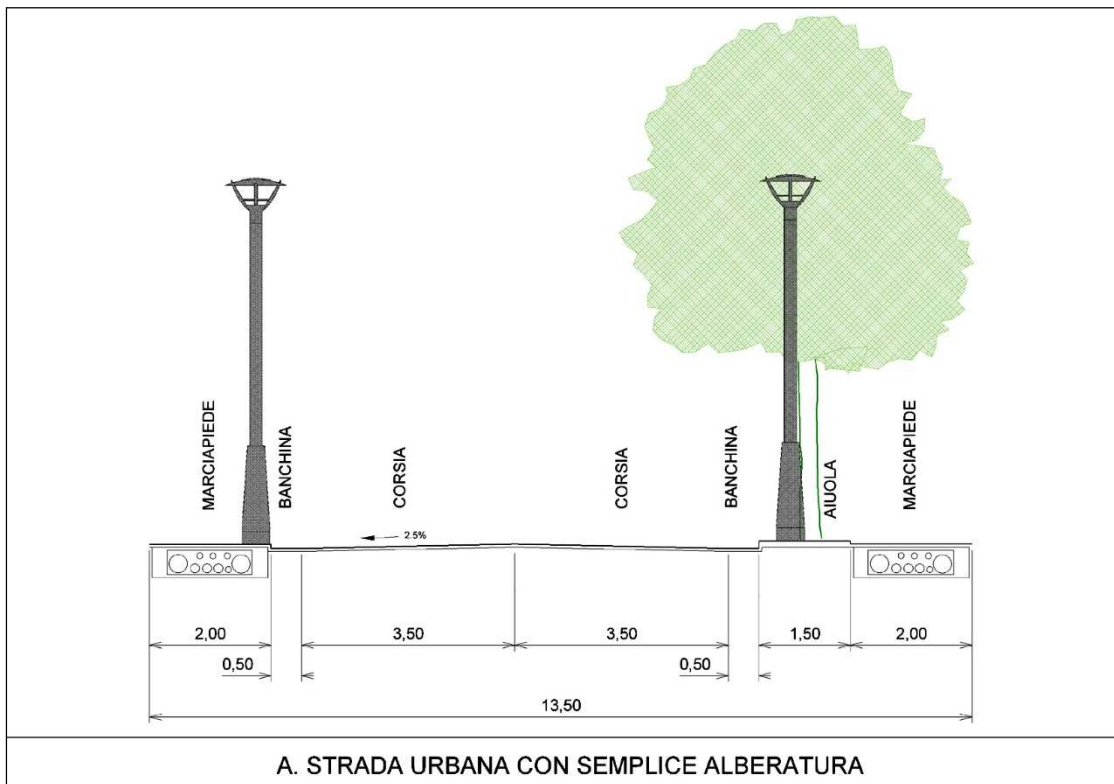 MARCIAPIEDE
BANCHINA
CORSIA
CORSIA
BANCHINA
AIUOLA
MARCIAPIEDE
2.5%
2,00
3,50
3,50
1,50
2,00
0,50
0,50
13,50
A. STRADA URBANA CON SEMPLICE ALBERATURA